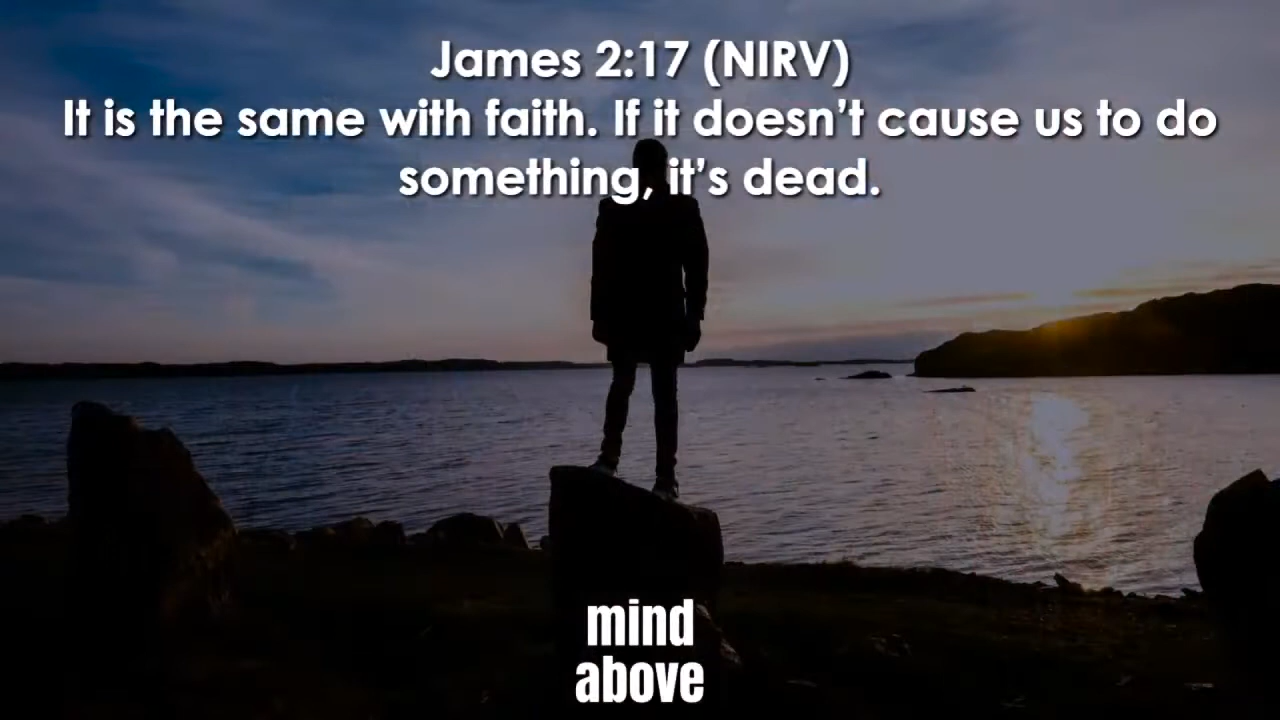 James 2:17 (NIRV)
It is the same with faith. If it doesn’t cause us to do
something, it’s dead.
mind
above